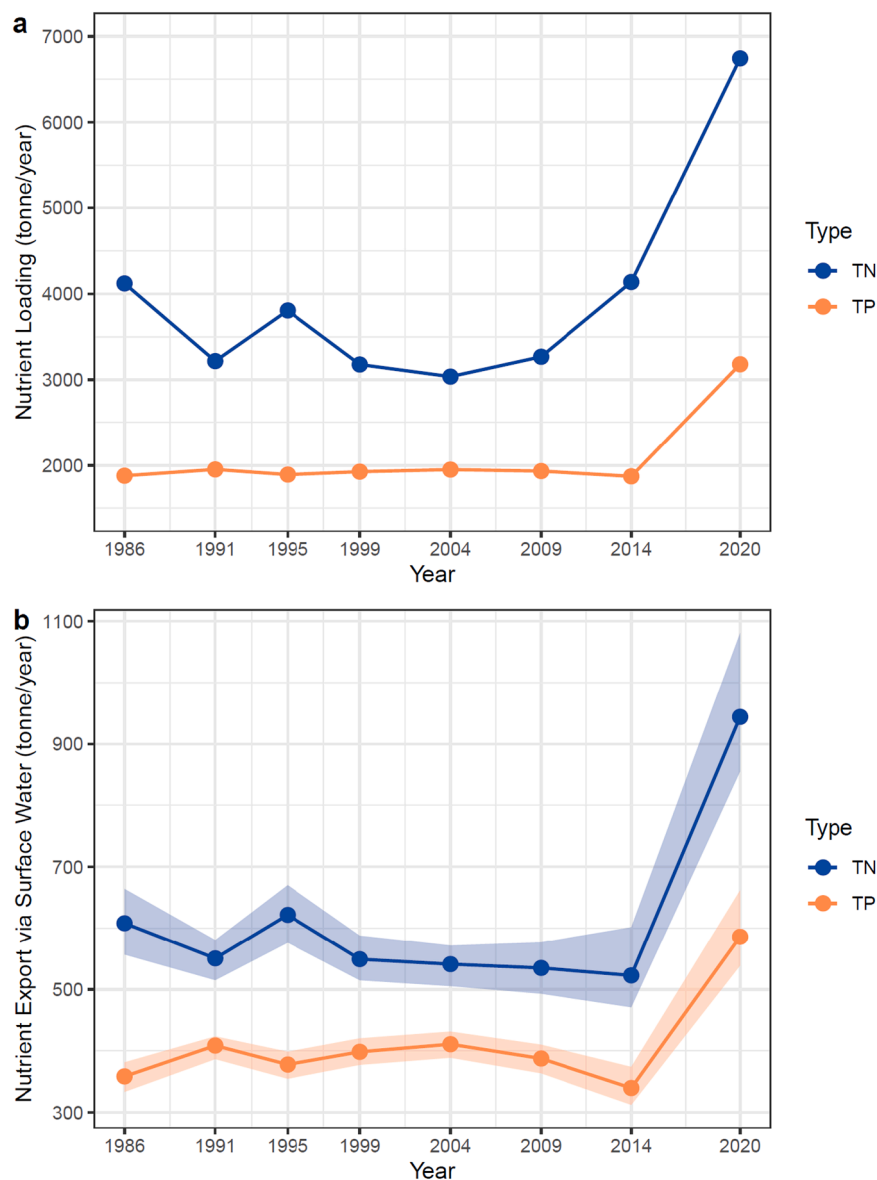 a
Nutrient Loading (tonne/year)
7000
6000
5000
4000
3000
2000
1986 1991 1995 1999 2004 2009 2014 2020
Year
Type
TN
TP
b
Nutrient Export via Surface Water (tonne/year)
1100
900
700
500
300
1986 1991 1995 1999 2004 2009 2014 2020
Year
Type
TN
TP